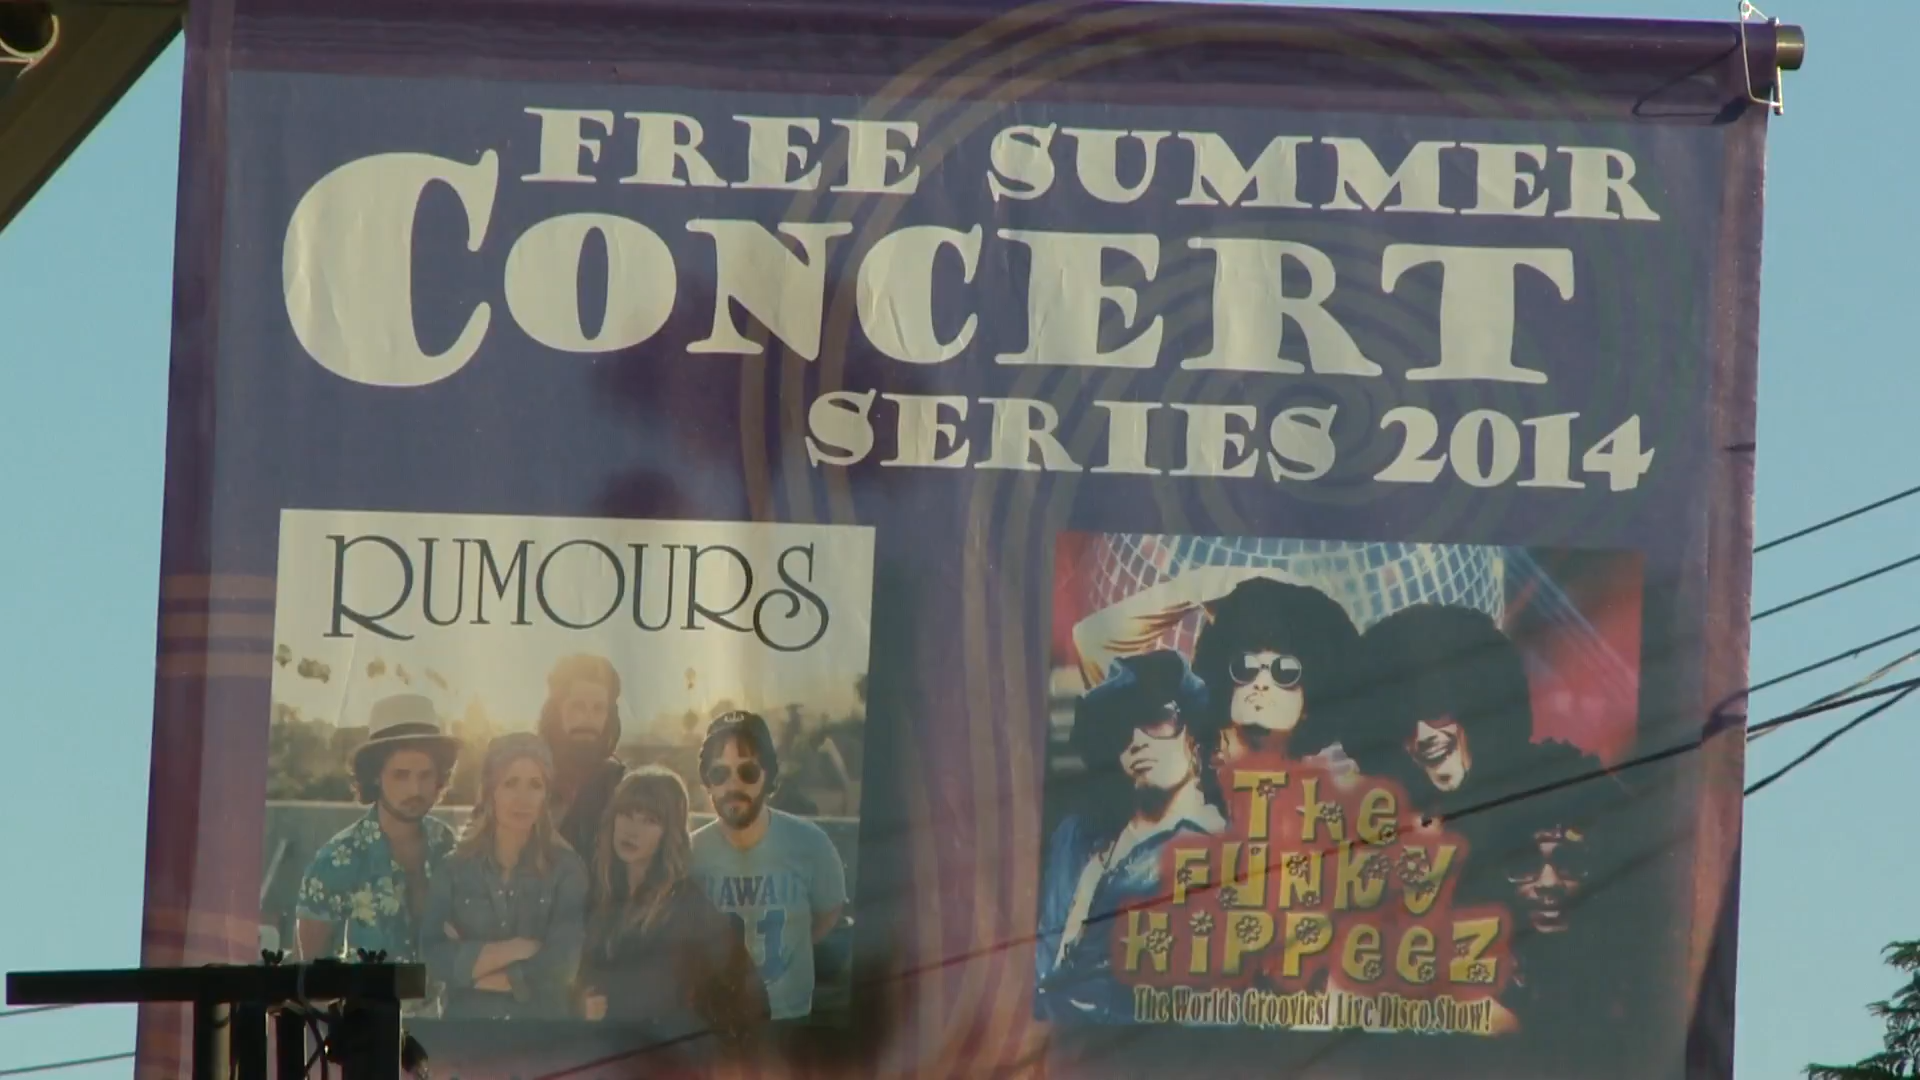 FREE SUMMER
CONCERT
SERIES 2014
RUMOURS
HAWAII
THE
FUNKY
HiPPeeZ
The Worlds Grooviest Live Disco Show!